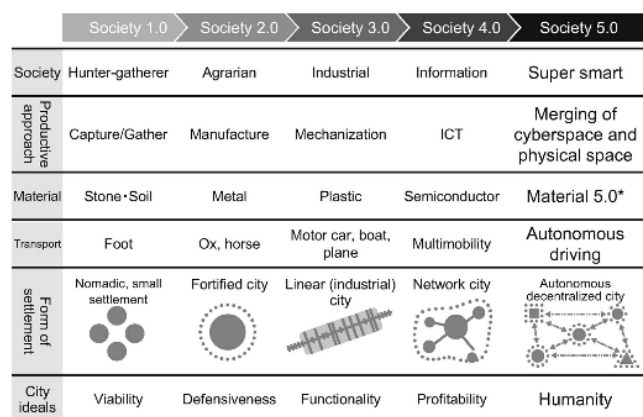 Society 1.0 Society 2.0 Society 3.0 Society 4.0 Society 5.0
Society Hunter-gatherer Agrarian Industrial Information Super smart
Productive approach Capture/Gather Manufacture Mechanization ICT Merging of cyberspace and physical space
Material Stone・Soil Metal Plastic Semiconductor Material 5.0*
Transport Foot Ox, horse Motor car, boat, plane Multimobility Autonomous driving
Form of settlement Nomadic, small settlement Fortified city Linear (industrial) city Network city Autonomous decentralized city
City ideals Viability Defensiveness Functionality Profitability Humanity